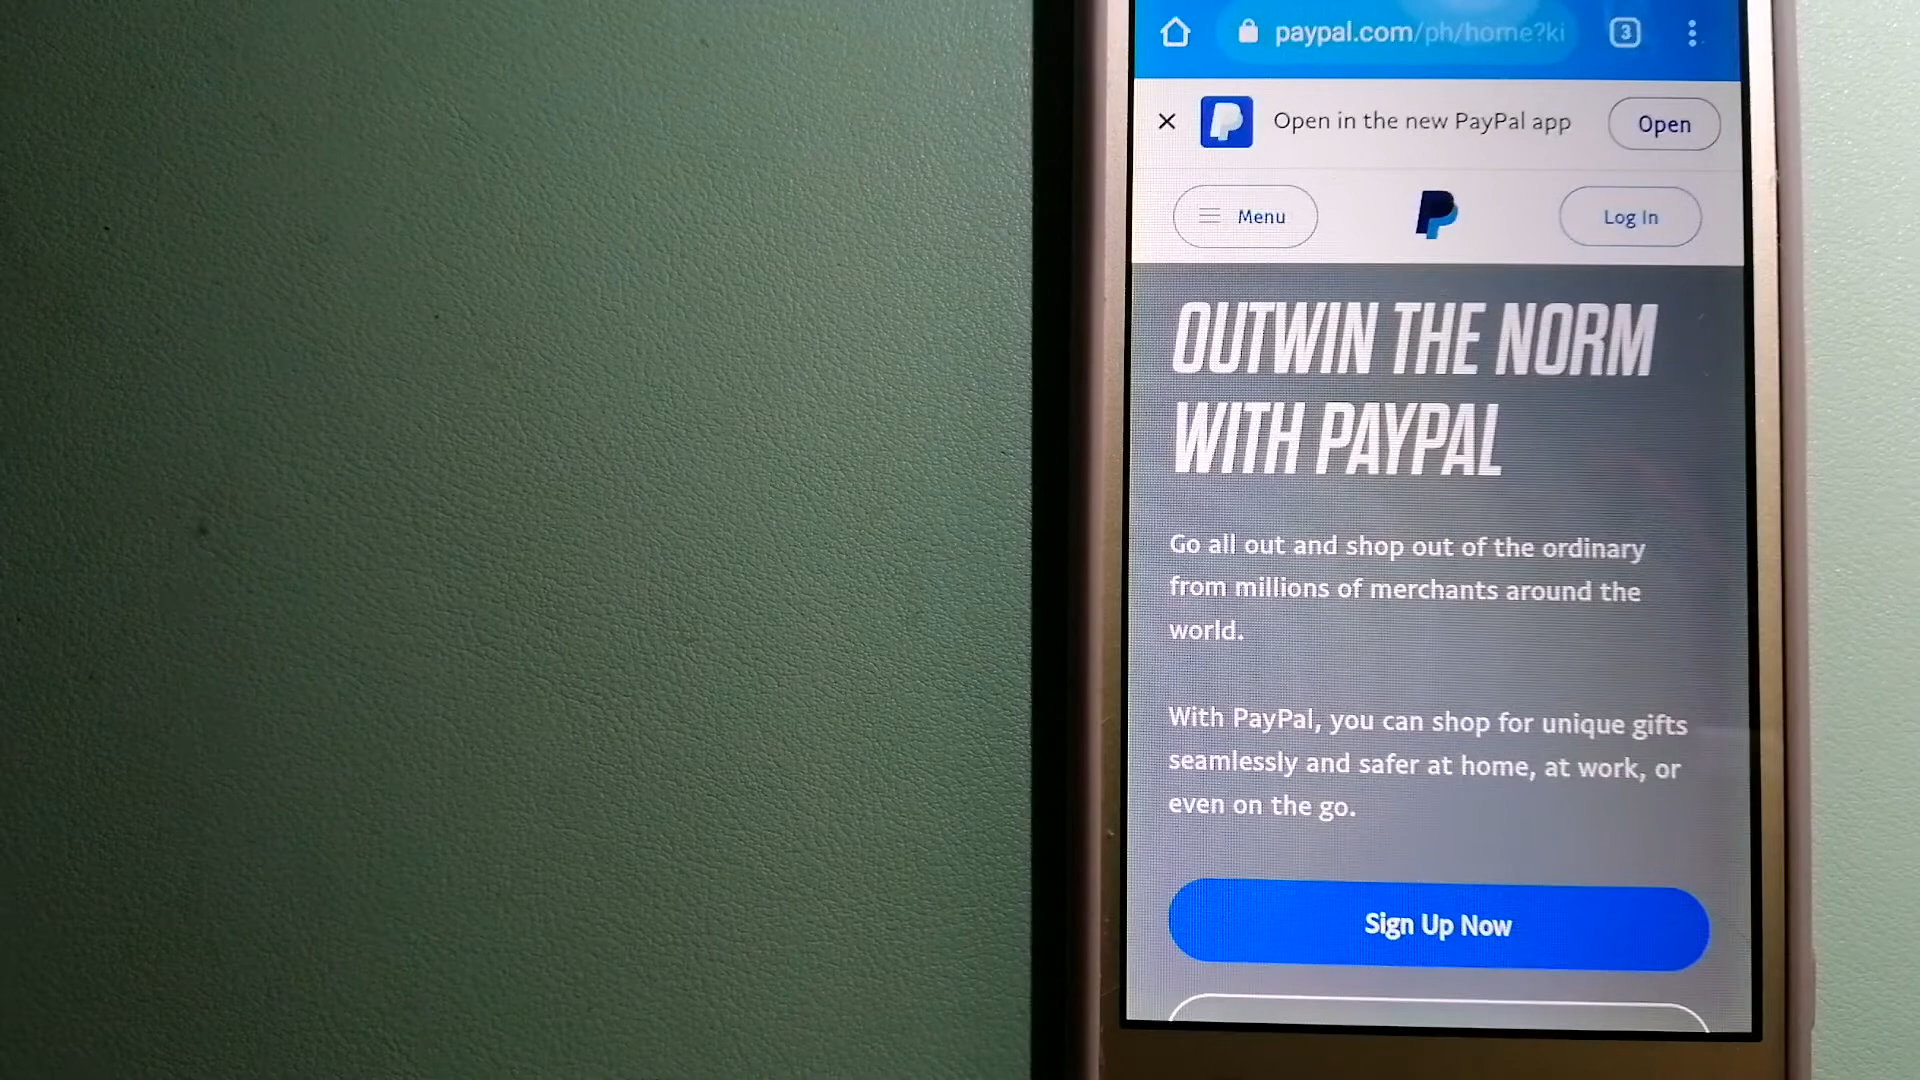 paypal.com/ph/home?ki
3
Open in the new PayPal app
Open
Menu
Log In
OUTWIN THE NORM
WITH PAYPAL
Go all out and shop out of the ordinary
from millions of merchants around the
world.
With PayPal, you can shop for unique gifts
seamlessly and safer at home, at work, or
even on the go.
Sign Up Now